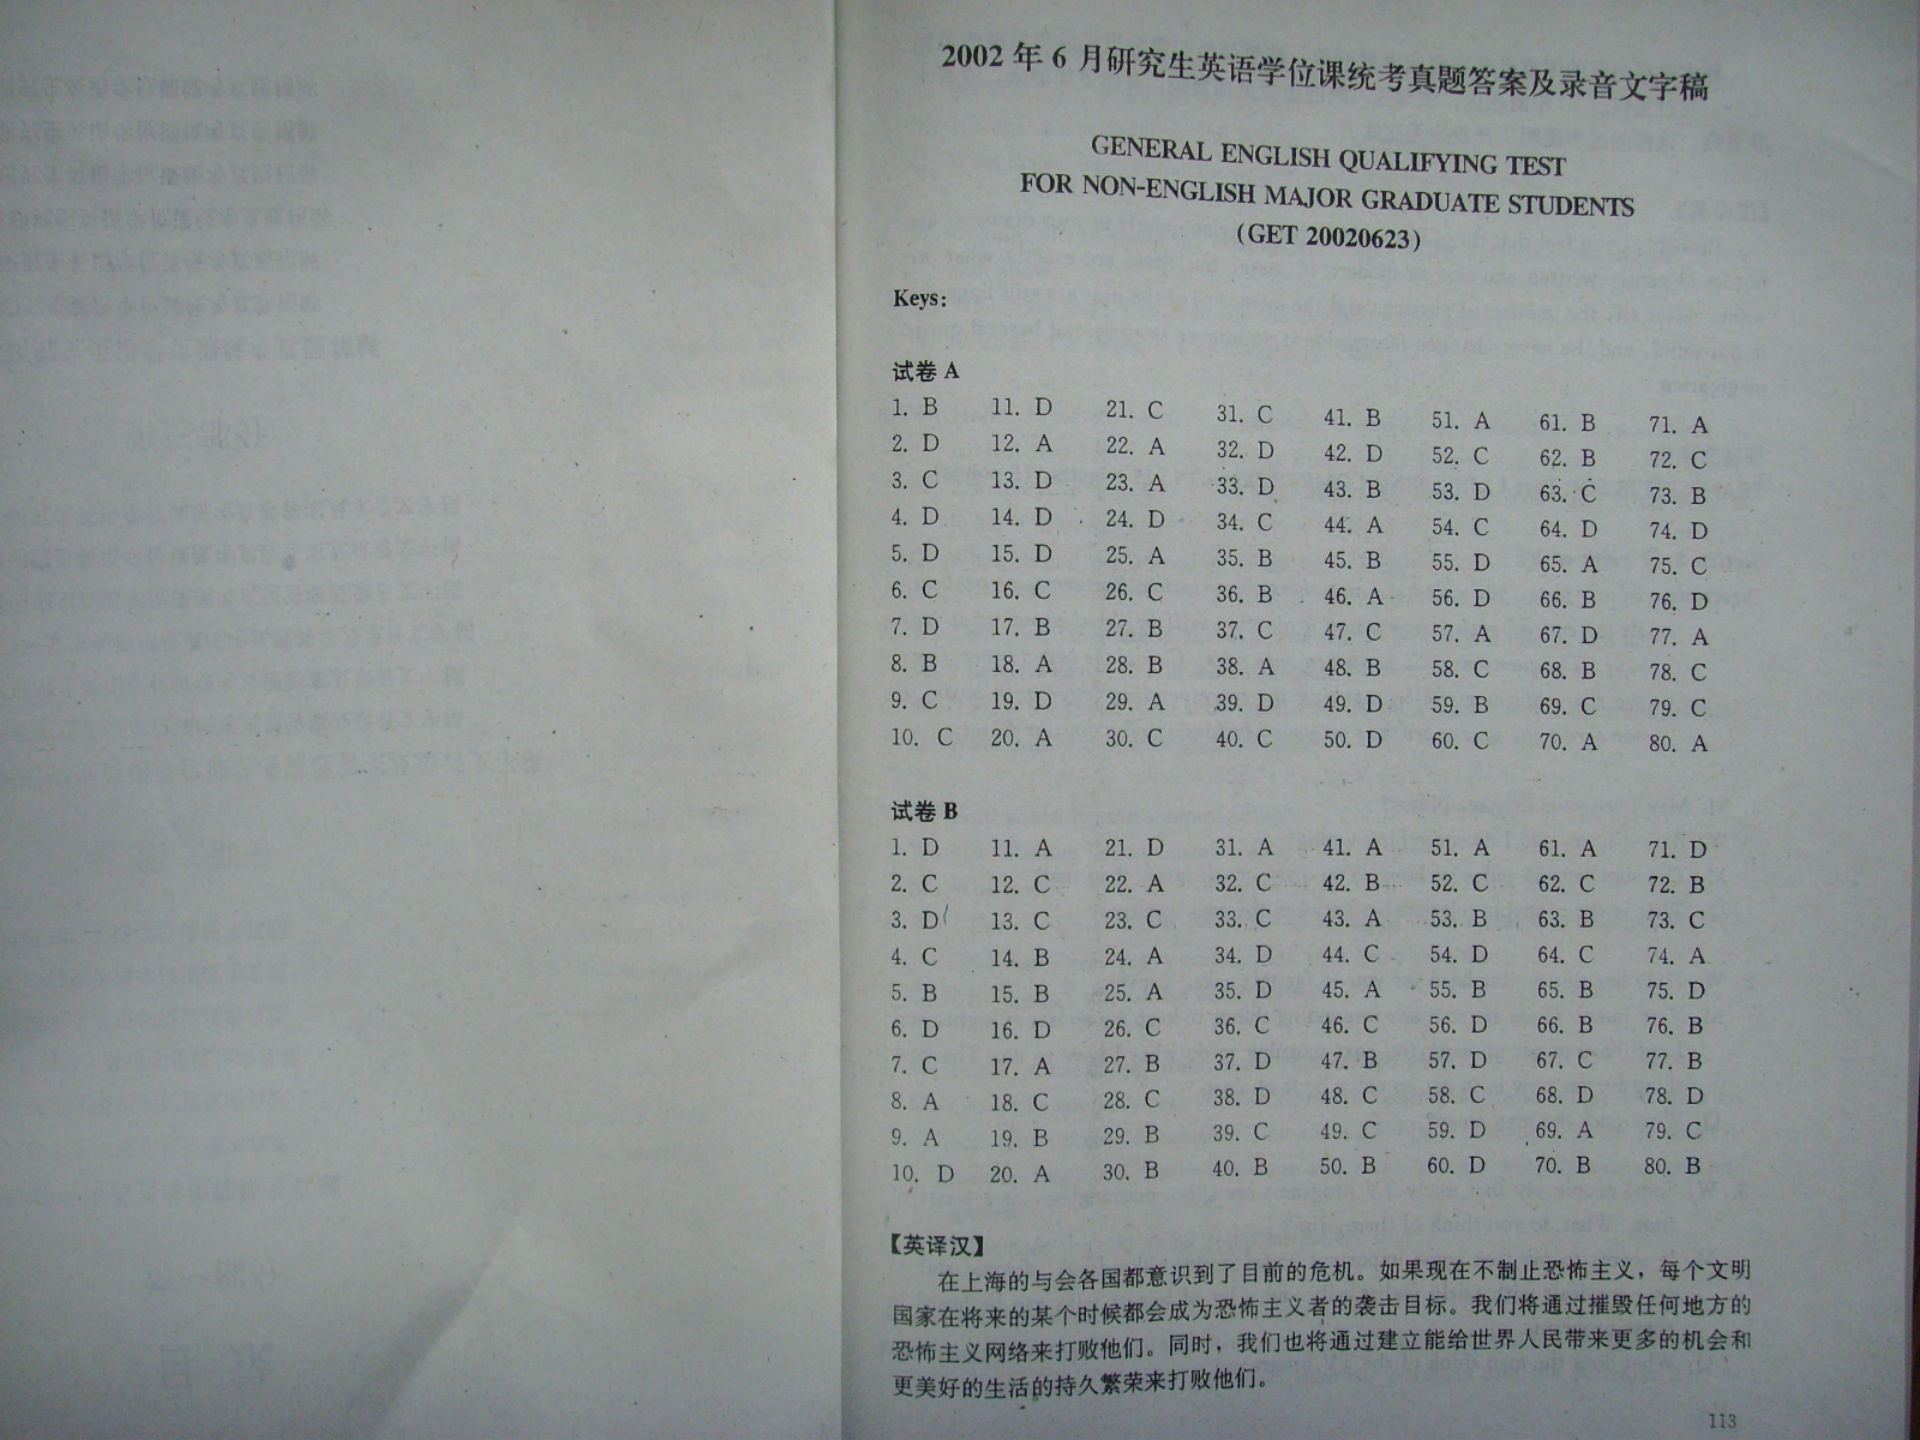 2002 年 6 月研究生英语学位课统考真题答案及录音文字稿
GENERAL ENGLISH QUALIFYING TEST
FOR NON-ENGLISH MAJOR GRADUATE STUDENTS
(GET 20020623)
Keys:
试卷 A
1. B 11. D 21. C 31. C 41. B 51. A 61. B 71. A
2. D 12. A 22. A 32. D 42. D 52. C 62. B 72. C
3. C 13. D 23. A 33. D 43. B 53. D 63. C 73. B
4. D 14. D 24. D 34. C 44. A 54. C 64. D 74. D
5. D 15. D 25. A 35. B 45. B 55. D 65. A 75. C
6. C 16. C 26. C 36. B 46. A 56. D 66. B 76. D
7. D 17. B 27. B 37. C 47. C 57. A 67. D 77. A
8. B 18. A 28. B 38. A 48. B 58. C 68. B 78. C
9. C 19. D 29. A 39. D 49. D 59. B 69. C 79. C
10. C 20. A 30. C 40. C 50. D 60. C 70. A 80. A
试卷 B
1. D 11. A 21. D 31. A 41. A 51. A 61. A 71. D
2. C 12. C 22. A 32. C 42. B 52. C 62. C 72. B
3. D 13. C 23. C 33. C 43. A 53. B 63. B 73. C
4. C 14. B 24. A 34. D 44. C 54. D 64. C 74. A
5. B 15. B 25. A 35. D 45. A 55. B 65. B 75. D
6. D 16. D 26. C 36. C 46. C 56. D 66. B 76. B
7. C 17. A 27. B 37. D 47. B 57. D 67. C 77. B
8. A 18. C 28. C 38. D 48. C 58. C 68. D 78. D
9. A 19. B 29. B 39. C 49. C 59. D 69. A 79. C
10. D 20. A 30. B 40. B 50. B 60. D 70. B 80. B
【英译汉】
在上海的与会各国都意识到了目前的危机。如果现在不制止恐怖主义，每个文明
国家在将来的某个时候都会成为恐怖主义者的袭击目标。我们将通过摧毁任何地方的
恐怖主义网络来打败他们。同时，我们也将通过建立能给世界人民带来更多的机会和
更美好的生活的持久繁荣来打败他们。
113